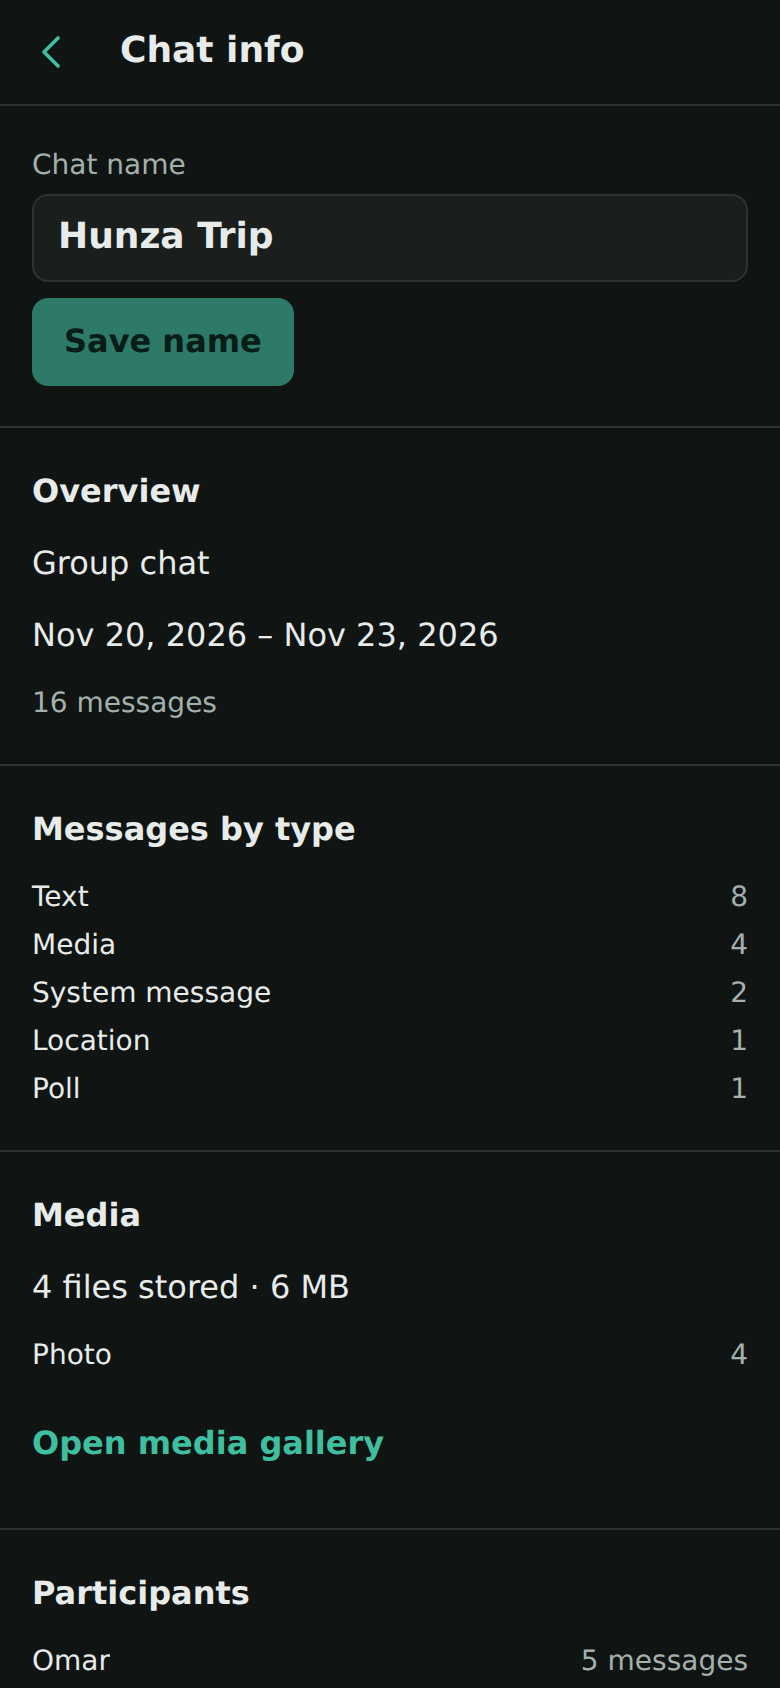 Chat info
Chat name
Hunza Trip
Save name
Overview
Group chat
Nov 20, 2026 – Nov 23, 2026
16 messages
Messages by type
Text 8
Media 4
System message 2
Location 1
Poll 1
Media
4 files stored · 6 MB
Photo 4
Open media gallery
Participants
Omar 5 messages